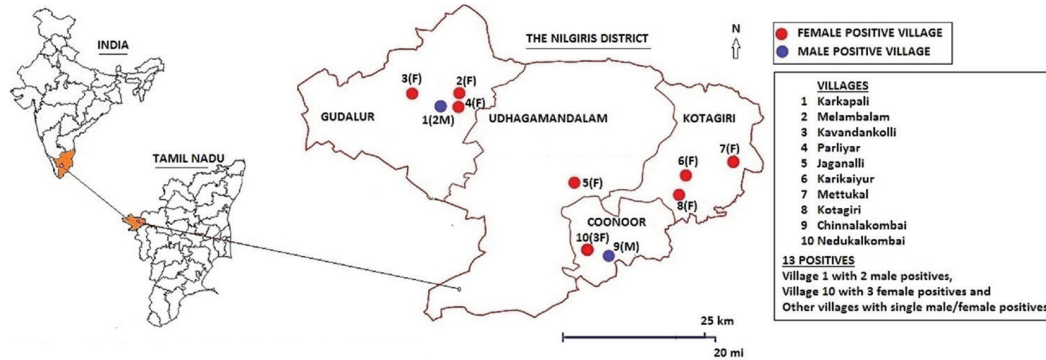 INDIA
TAMIL NADU
THE NILGIRIS DISTRICT
N
3(F)
2(F)
4(F)
1(2M)
GUDALUR
UDHAGAMANDALAM
KOTAGIRI
7(F)
6(F)
5(F)
8(F)
COONOOR
10(3F)
9(M)
25 km
20 mi
FEMALE POSITIVE VILLAGE
MALE POSITIVE VILLAGE
VILLAGES
1 Karkapali
2 Melambalam
3 Kavandankolli
4 Parliyar
5 Jaganalli
6 Karikaiyur
7 Mettukal
8 Kotagiri
9 Chinnalakombai
10 Nedukalkombai
13 POSITIVES
Village 1 with 2 male positives,
Village 10 with 3 female positives and
Other villages with single male/female positives